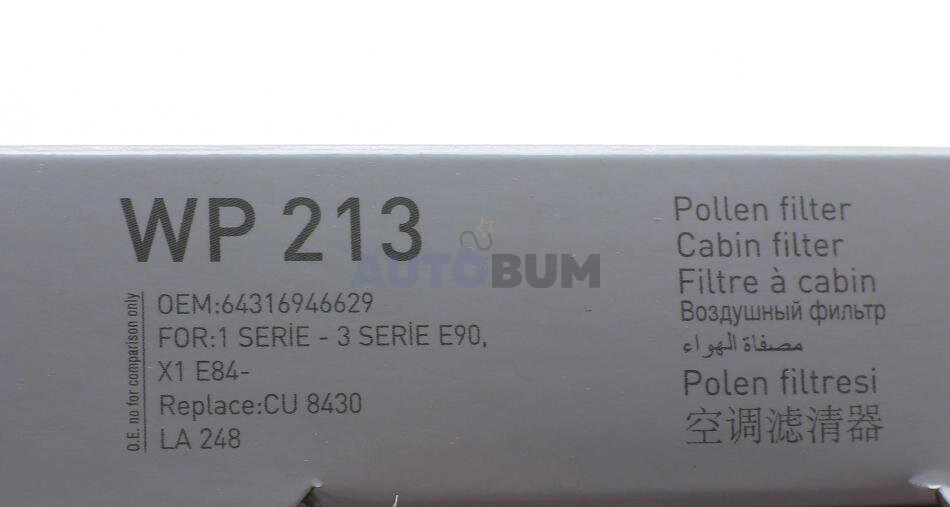 WP 213
AUTOBUM
O.E. no for comparison only
OEM:64316946629
FOR:1 SERİE - 3 SERİE E90,
X1 E84-
Replace:CU 8430
LA 248
Pollen filter
Cabin filter
Filtre à cabin
Воздушный фильтр
مصفاة الهواء
Polen filtresi
空调滤清器